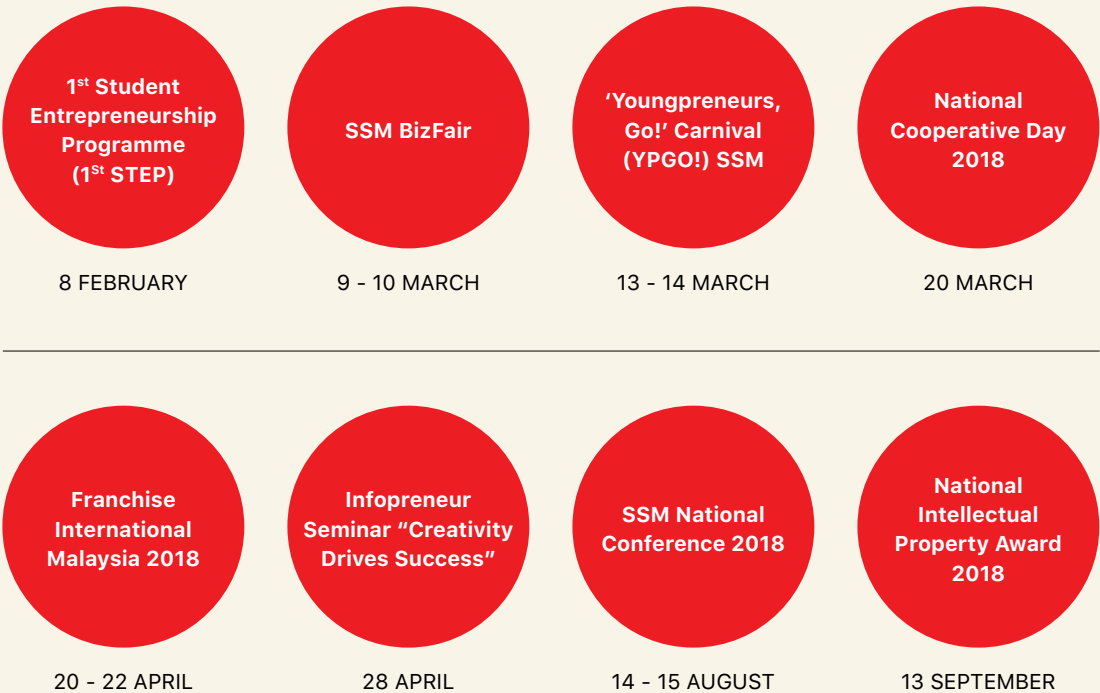 1st Student
Entrepreneurship
Programme
(1St STEP)
8 FEBRUARY
SSM BizFair
9 - 10 MARCH
‘Youngpreneurs,
Go!’ Carnival
(YPGO!) SSM
13 - 14 MARCH
National
Cooperative Day
2018
20 MARCH
Franchise
International
Malaysia 2018
20 - 22 APRIL
Infopreneur
Seminar “Creativity
Drives Success”
28 APRIL
SSM National
Conference 2018
14 - 15 AUGUST
National
Intellectual
Property Award
2018
13 SEPTEMBER